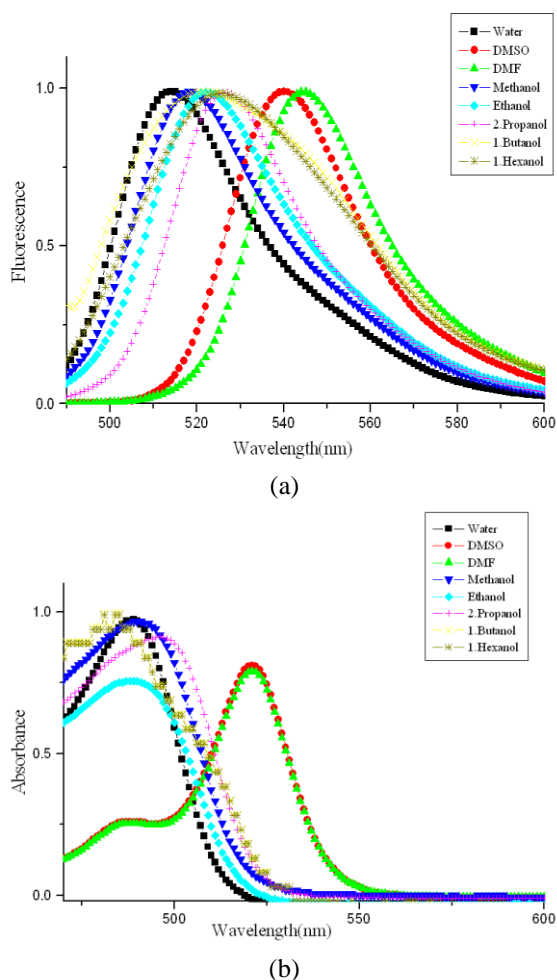 Water
DMSO
DMF
Methanol
Ethanol
2.Propanol
1.Butanol
1.Hexanol
1.0
0.5
0.0
Fluorescence
500 520 540 560 580 600
Wavelength(nm)
(a)
Water
DMSO
DMF
Methanol
Ethanol
2.Propanol
1.Butanol
1.Hexanol
1.0
0.5
0.0
Absorbance
500 550 600
Wavelength(nm)
(b)